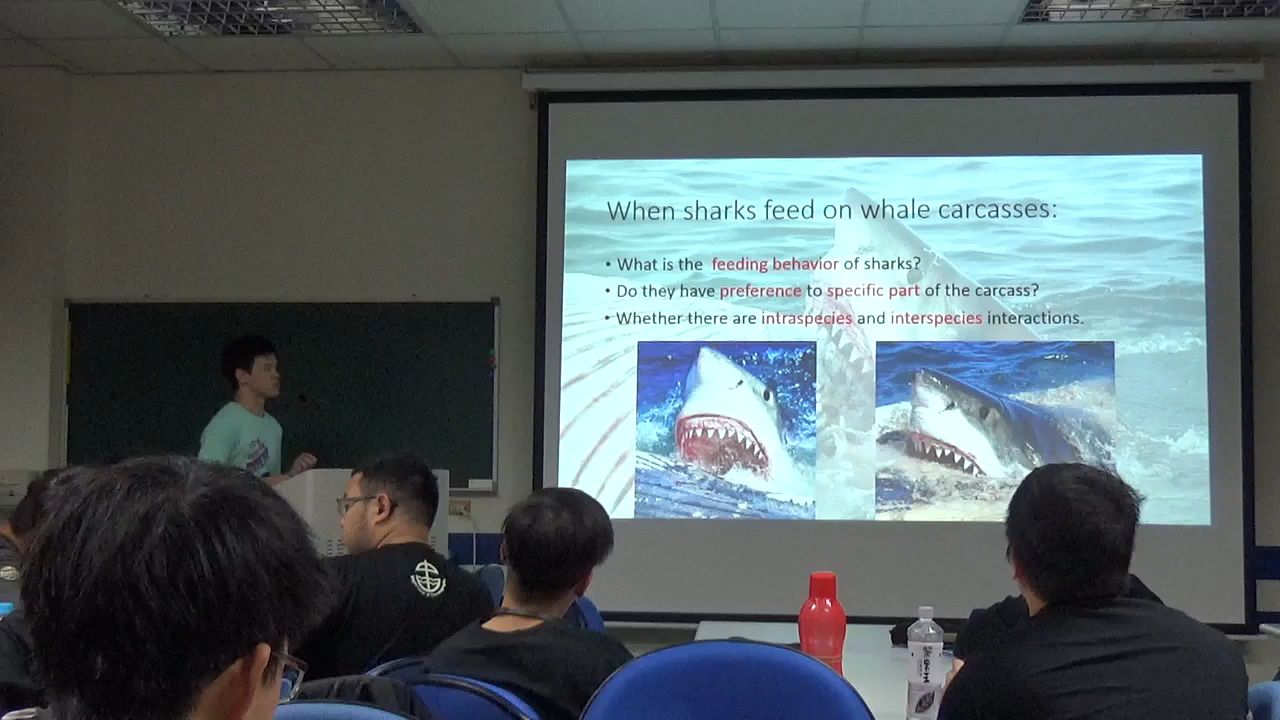 When sharks feed on whale carcasses:
• What is the feeding behavior of sharks?
• Do they have preference to specific part of the carcass?
• Whether there are intraspecies and interspecies interactions.